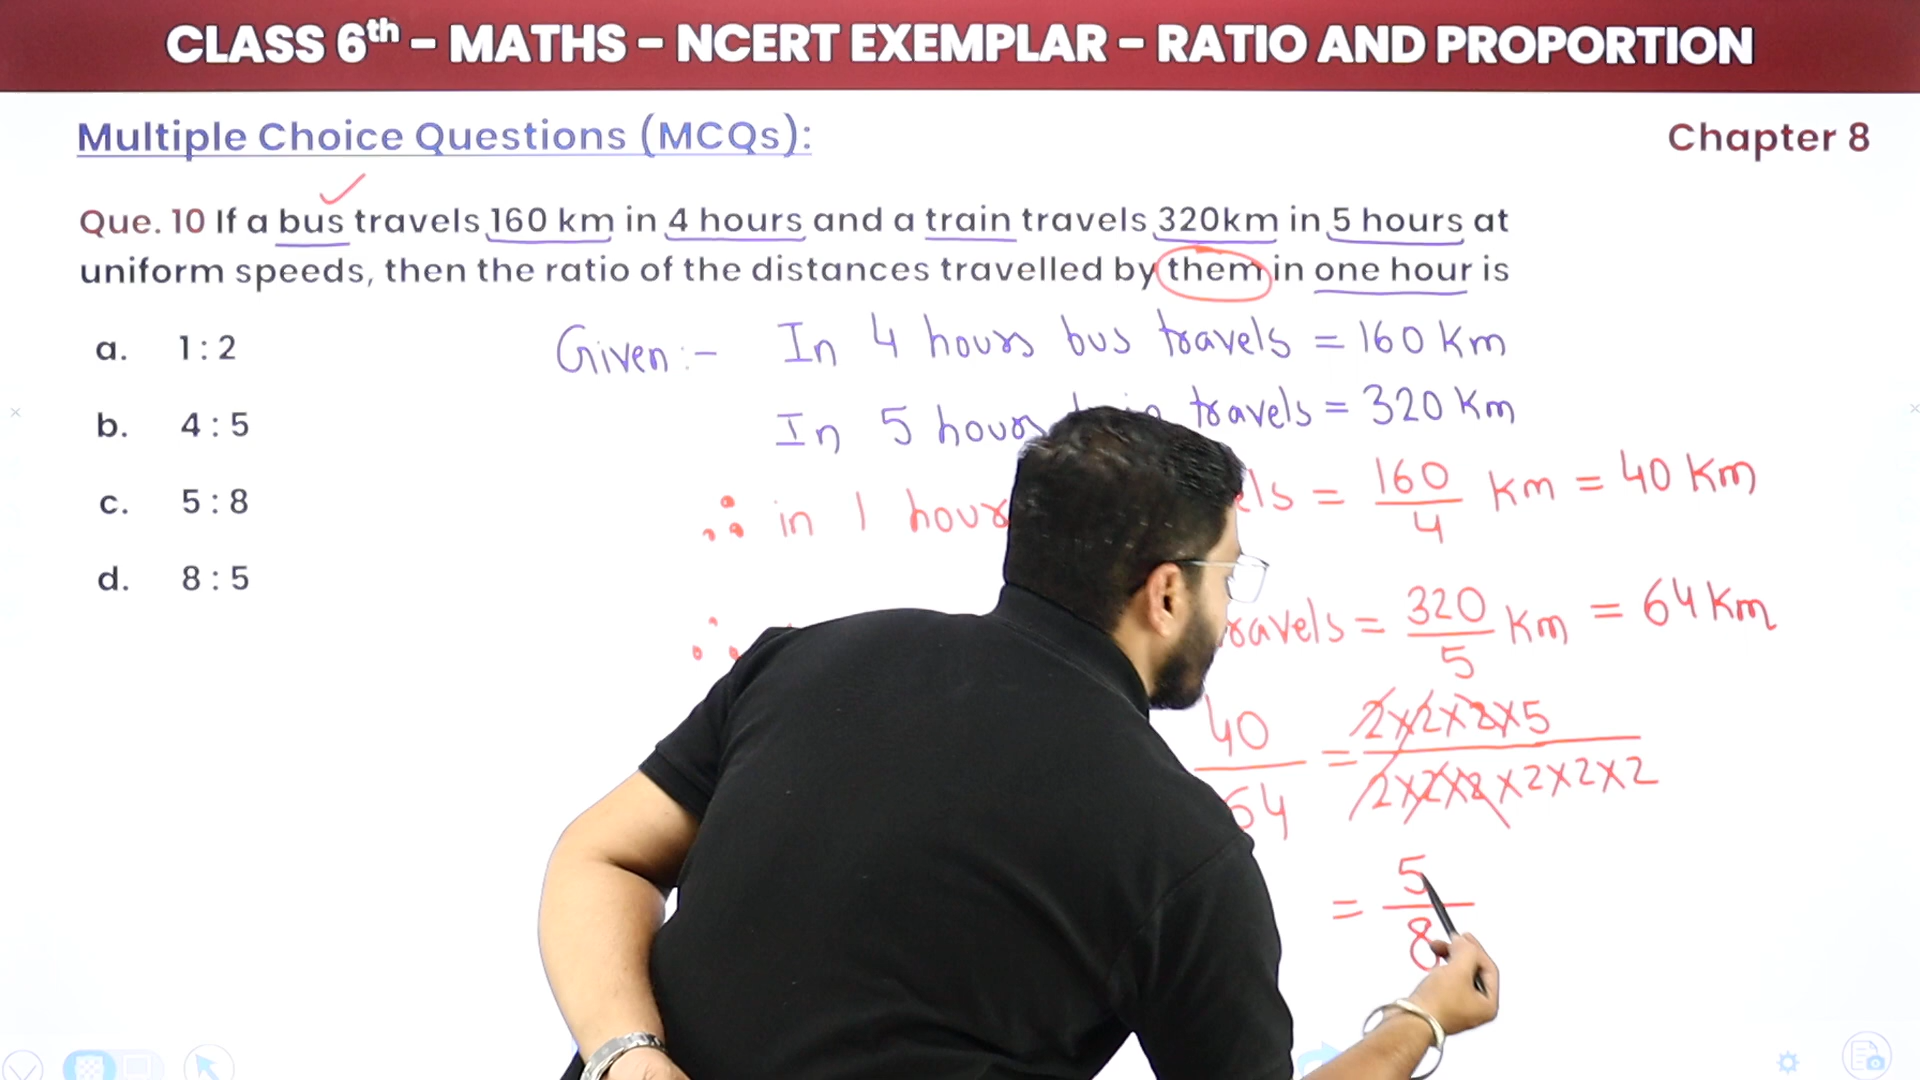 CLASS 6th – MATHS – NCERT EXEMPLAR – RATIO AND PROPORTION
Multiple Choice Questions (MCQs):
Chapter 8
Que. 10 If a bus travels 160 km in 4 hours and a train travels 320km in 5 hours at
uniform speeds, then the ratio of the distances travelled by them in one hour is
a. 1 : 2
b. 4 : 5
c. 5 : 8
d. 8 : 5
Given :- In 4 hours bus travels = 160 Km
In 5 hours travels = 320 Km
∴ in 1 hour = 160/4 Km = 40 Km
∴ travels = 320/5 Km = 64 Km
40/64 = 2×2×2×5/2×2×2×2×2×2
= 5/8